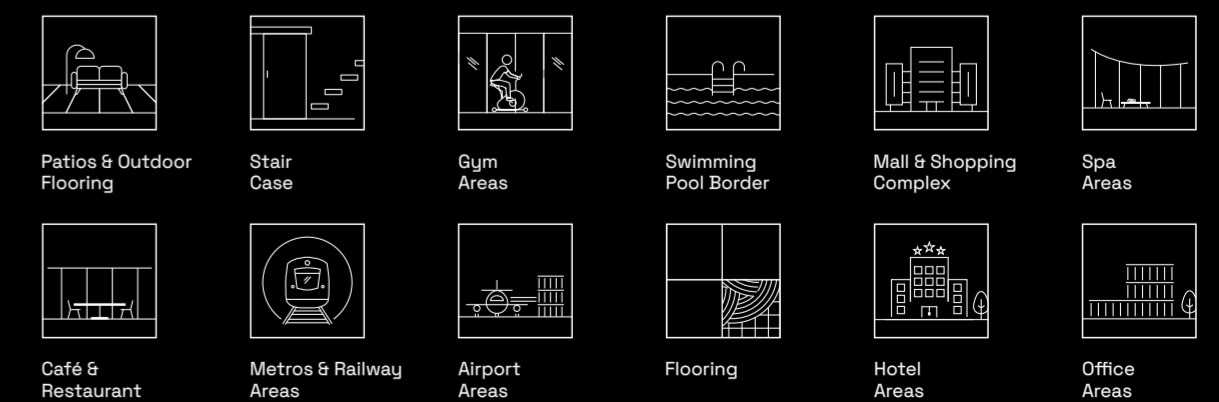 Patios & Outdoor
Flooring
Stair
Case
Gym
Areas
Swimming
Pool Border
Mall & Shopping
Complex
Spa
Areas
Café &
Restaurant
Metros & Railway
Areas
Airport
Areas
Flooring
Hotel
Areas
Office
Areas